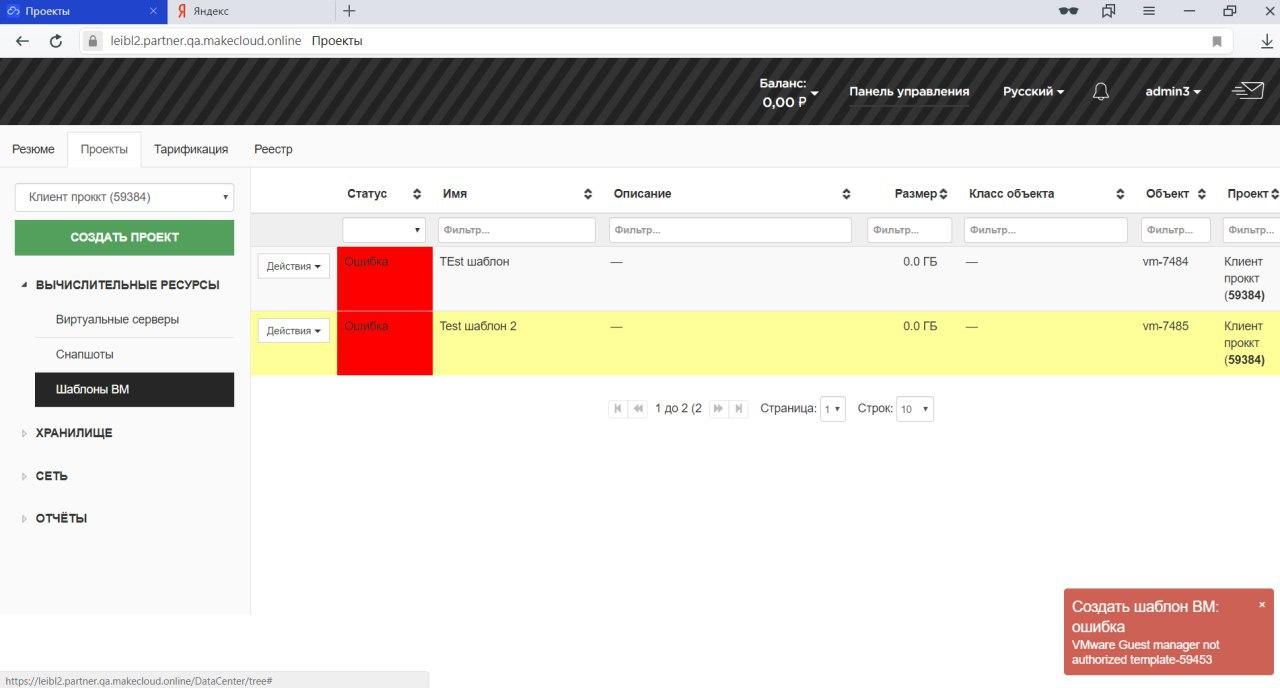 Проекты
Яндекс
leibl2.partner.qa.makecloud.online Проекты
Баланс:
0,00 ₽
Панель управления
Русский
admin3
Резюме
Проекты
Тарификация
Реестр
Клиент проккт (59384)
СОЗДАТЬ ПРОЕКТ
ВЫЧИСЛИТЕЛЬНЫЕ РЕСУРСЫ
Виртуальные серверы
Снапшоты
Шаблоны ВМ
ХРАНИЛИЩЕ
СЕТЬ
ОТЧЁТЫ
Статус Имя Описание Размер Класс объекта Объект Проект
Фильтр... Фильтр... Фильтр... Фильтр... Фильтр... Фильтр...
Действия Ошибка TEst шаблон — 0.0 ГБ — vm-7484 Клиент
проккт
(59384)
Действия Ошибка Test шаблон 2 — 0.0 ГБ — vm-7485 Клиент
проккт
(59384)
1 до 2 (2 Страница: 1 Строк: 10
Создать шаблон ВМ: ×
ошибка
VMware Guest manager not
authorized template-59453
https://leibl2.partner.qa.makecloud.online/DataCenter/tree#